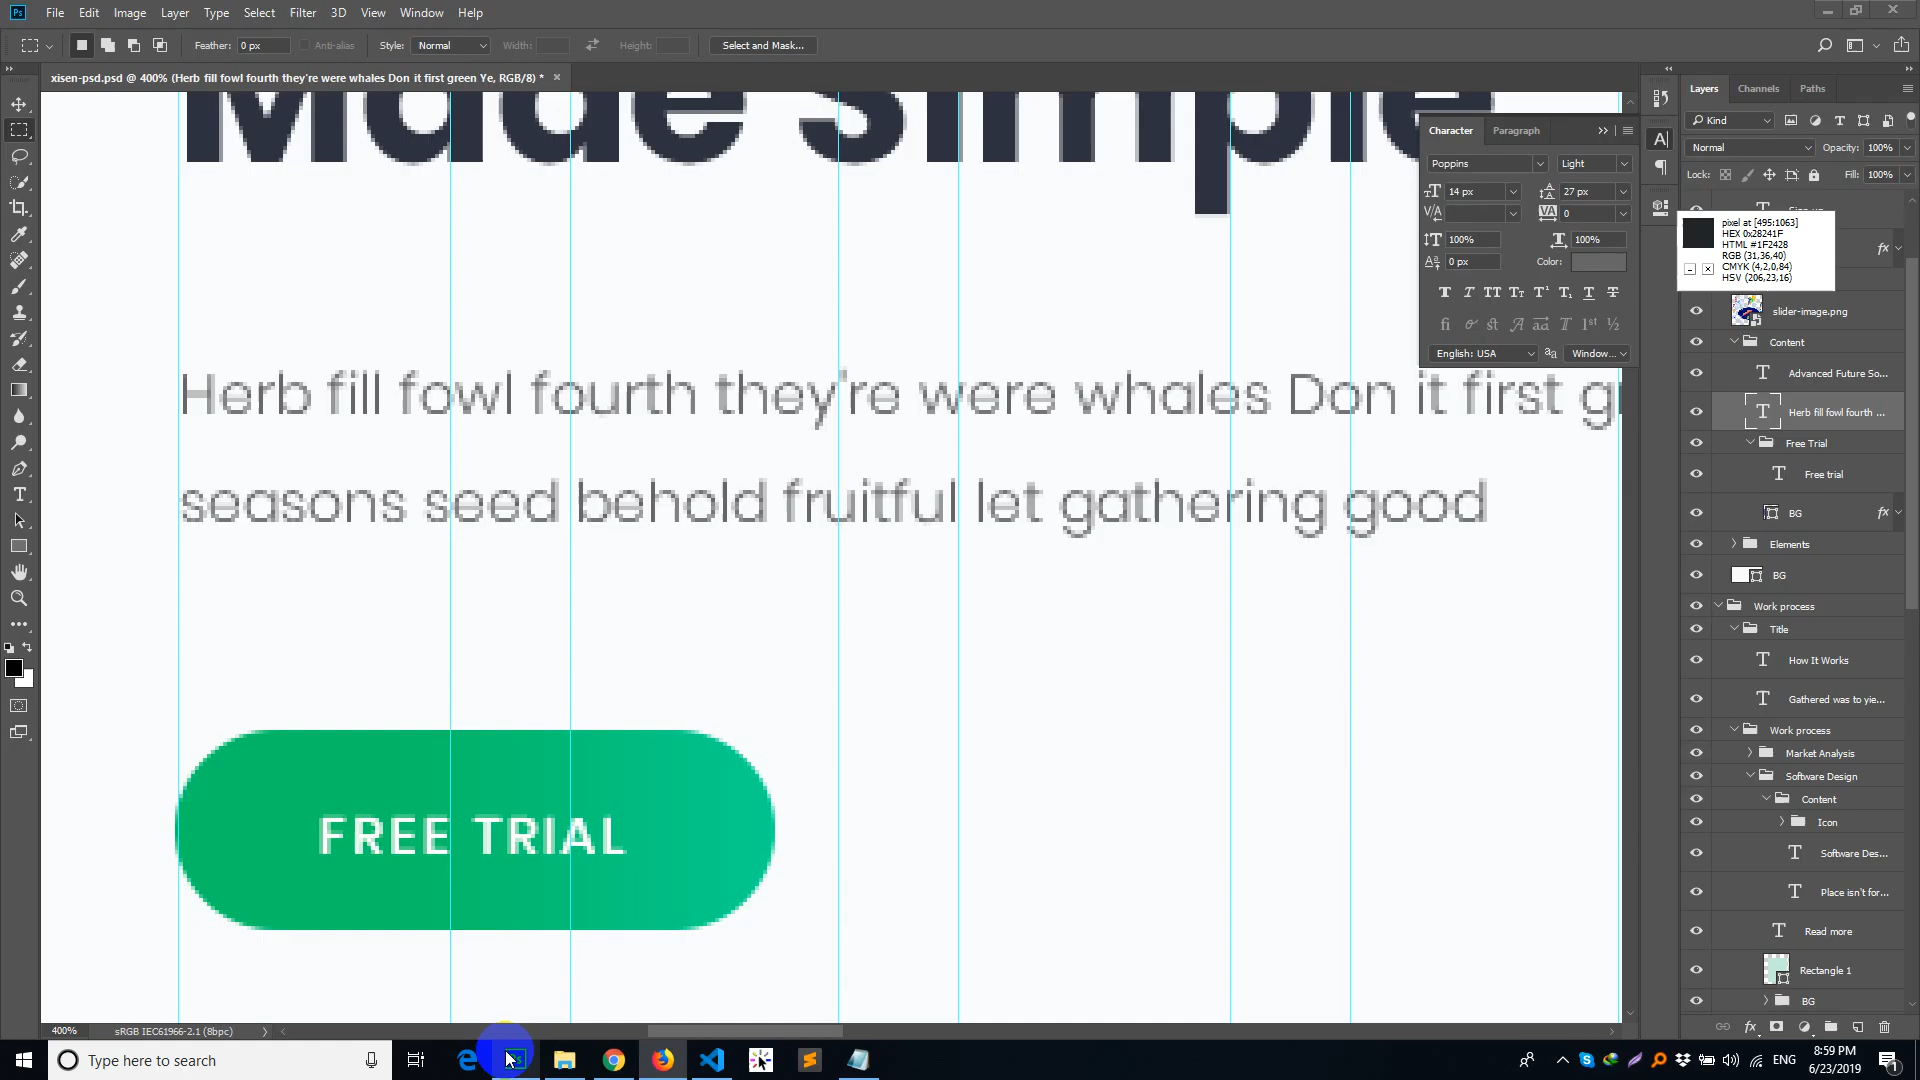 Ps File Edit Image Layer Type Select Filter 3D View Window Help
Feather: 0 px Anti-alias Style: Normal Width: Height: Select and Mask...
xisen-psd.psd @ 400% (Herb fill fowl fourth they're were whales Don it first green Ye, RGB/8) *
Made simple
Herb fill fowl fourth they're were whales Don it first gr
seasons seed behold fruitful let gathering good
FREE TRIAL
Character Paragraph
Poppins Light
14 px 27 px
0
100% 100%
0 px Color:
English: USA Window...
Layers Channels Paths
Kind
Normal Opacity: 100%
Lock: Fill: 100%
pixel at [495:1063]
HEX 0x28241F
HTML #1F2428
RGB (31,36,40)
CMYK (4,2,0,84)
HSV (206,23,16)
slider-image.png
Content
Advanced Future So...
Herb fill fowl fourth ...
Free Trial
Free trial
BG fx
Elements
BG
Work process
Title
How It Works
Gathered was to yie...
Work process
Market Analysis
Software Design
Content
Icon
Software Des...
Place isn't for...
Read more
Rectangle 1
BG
400% sRGB IEC61966-2.1 (8bpc)
Type here to search
ENG
8:59 PM
6/23/2019
1